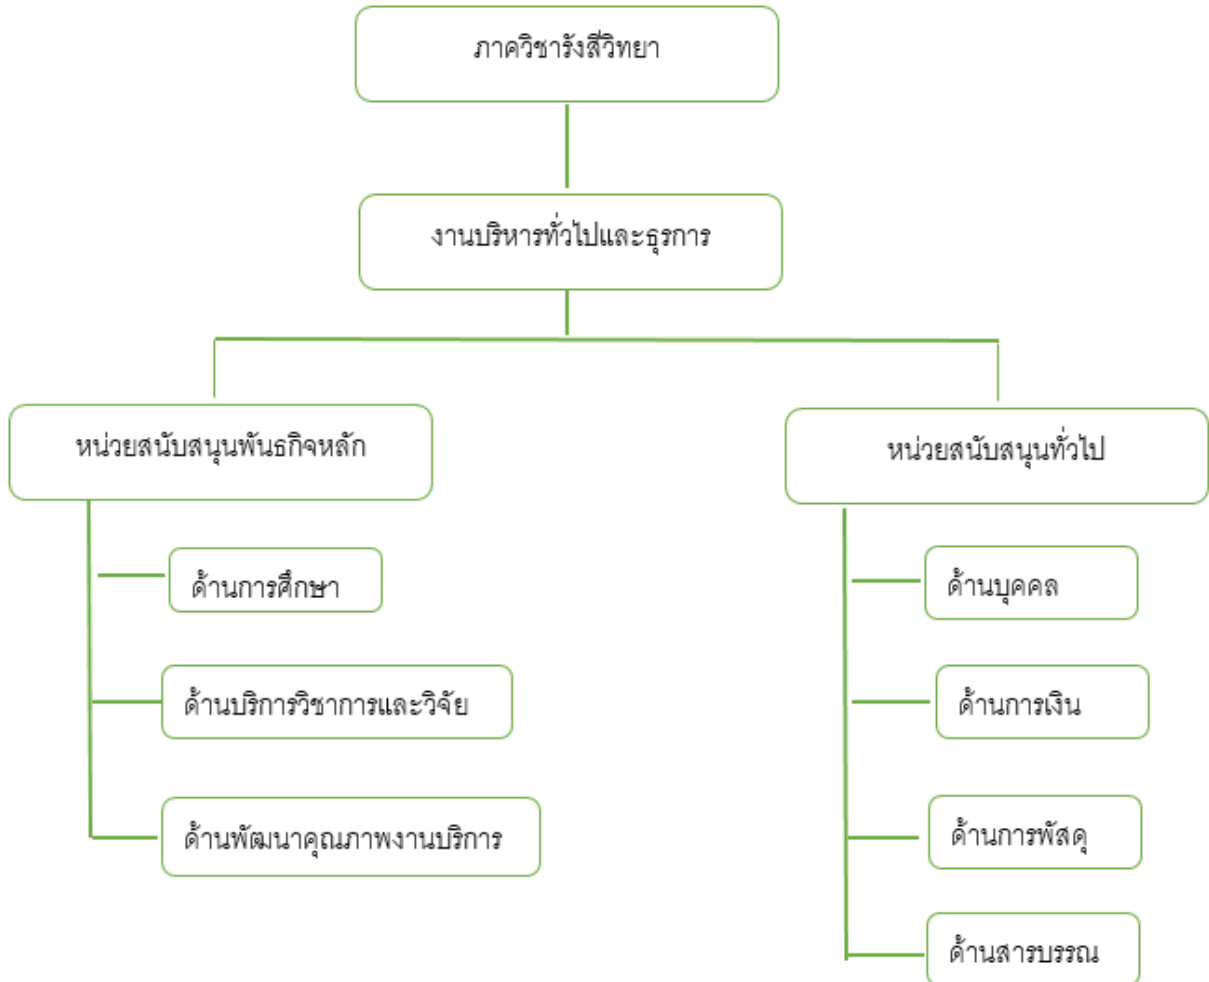 ภาควิชารังสีวิทยา
งานบริหารทั่วไปและธุรการ
หน่วยสนับสนุนพันธกิจหลัก
ด้านการศึกษา
ด้านบริการวิชาการและวิจัย
ด้านพัฒนาคุณภาพงานบริการ
หน่วยสนับสนุนทั่วไป
ด้านบุคคล
ด้านการเงิน
ด้านการพัสดุ
ด้านสารบรรณ